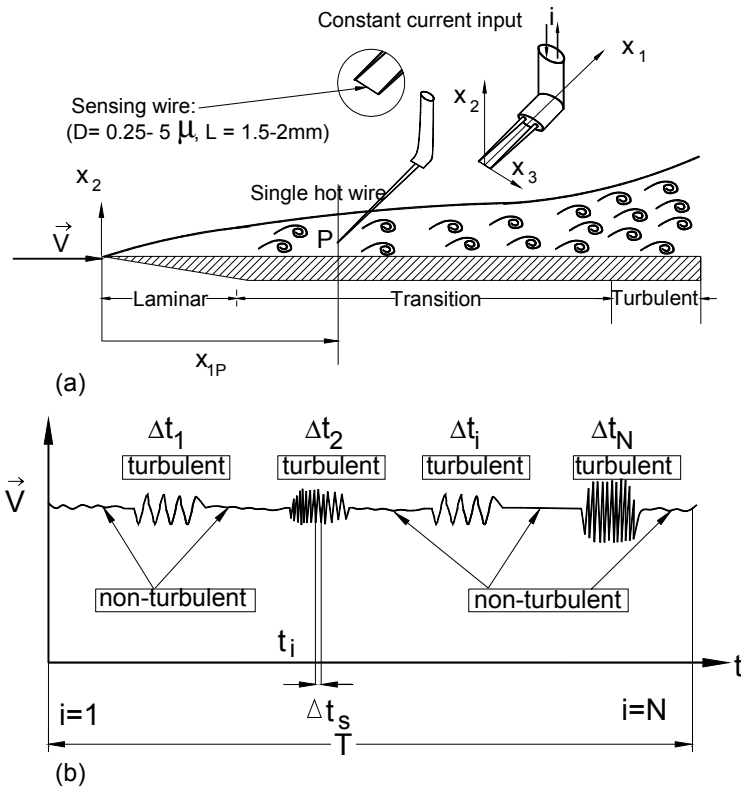 Constant current input
i
x1
Sensing wire:
(D= 0.25- 5 μ, L = 1.5-2mm)
x2
x3
x2
Single hot wire
V
P
Laminar
Transition
Turbulent
x1P
(a)
Δt1
Δt2
Δti
ΔtN
turbulent
turbulent
turbulent
turbulent
V
non-turbulent
non-turbulent
ti
t
i=1
Δts
i=N
T
(b)